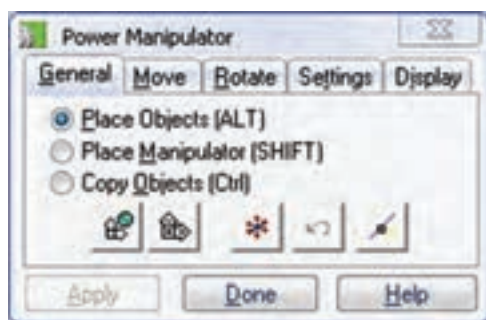 Power Manipulator
General Move Rotate Settings Display
Place Objects (ALT)
Place Manipulator (SHIFT)
Copy Objects (Ctrl)
Apply Done Help